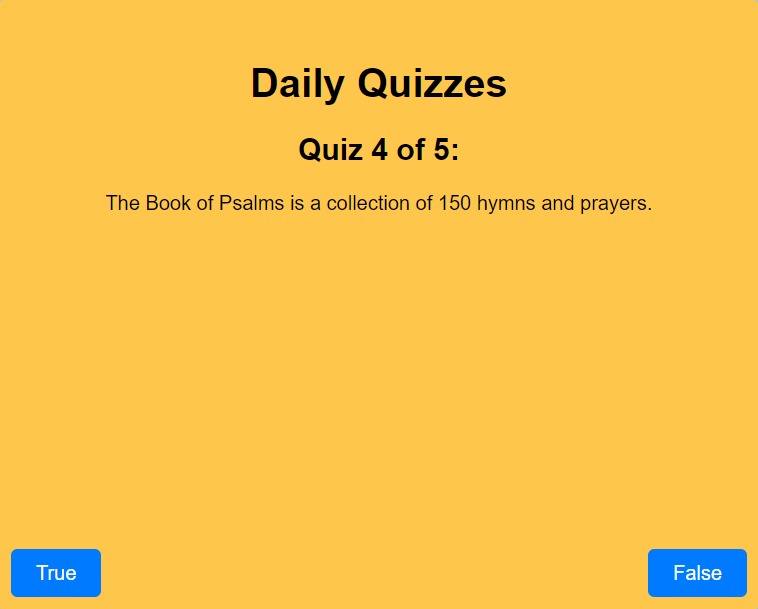 Daily Quizzes
Quiz 4 of 5:
The Book of Psalms is a collection of 150 hymns and prayers.
True
False